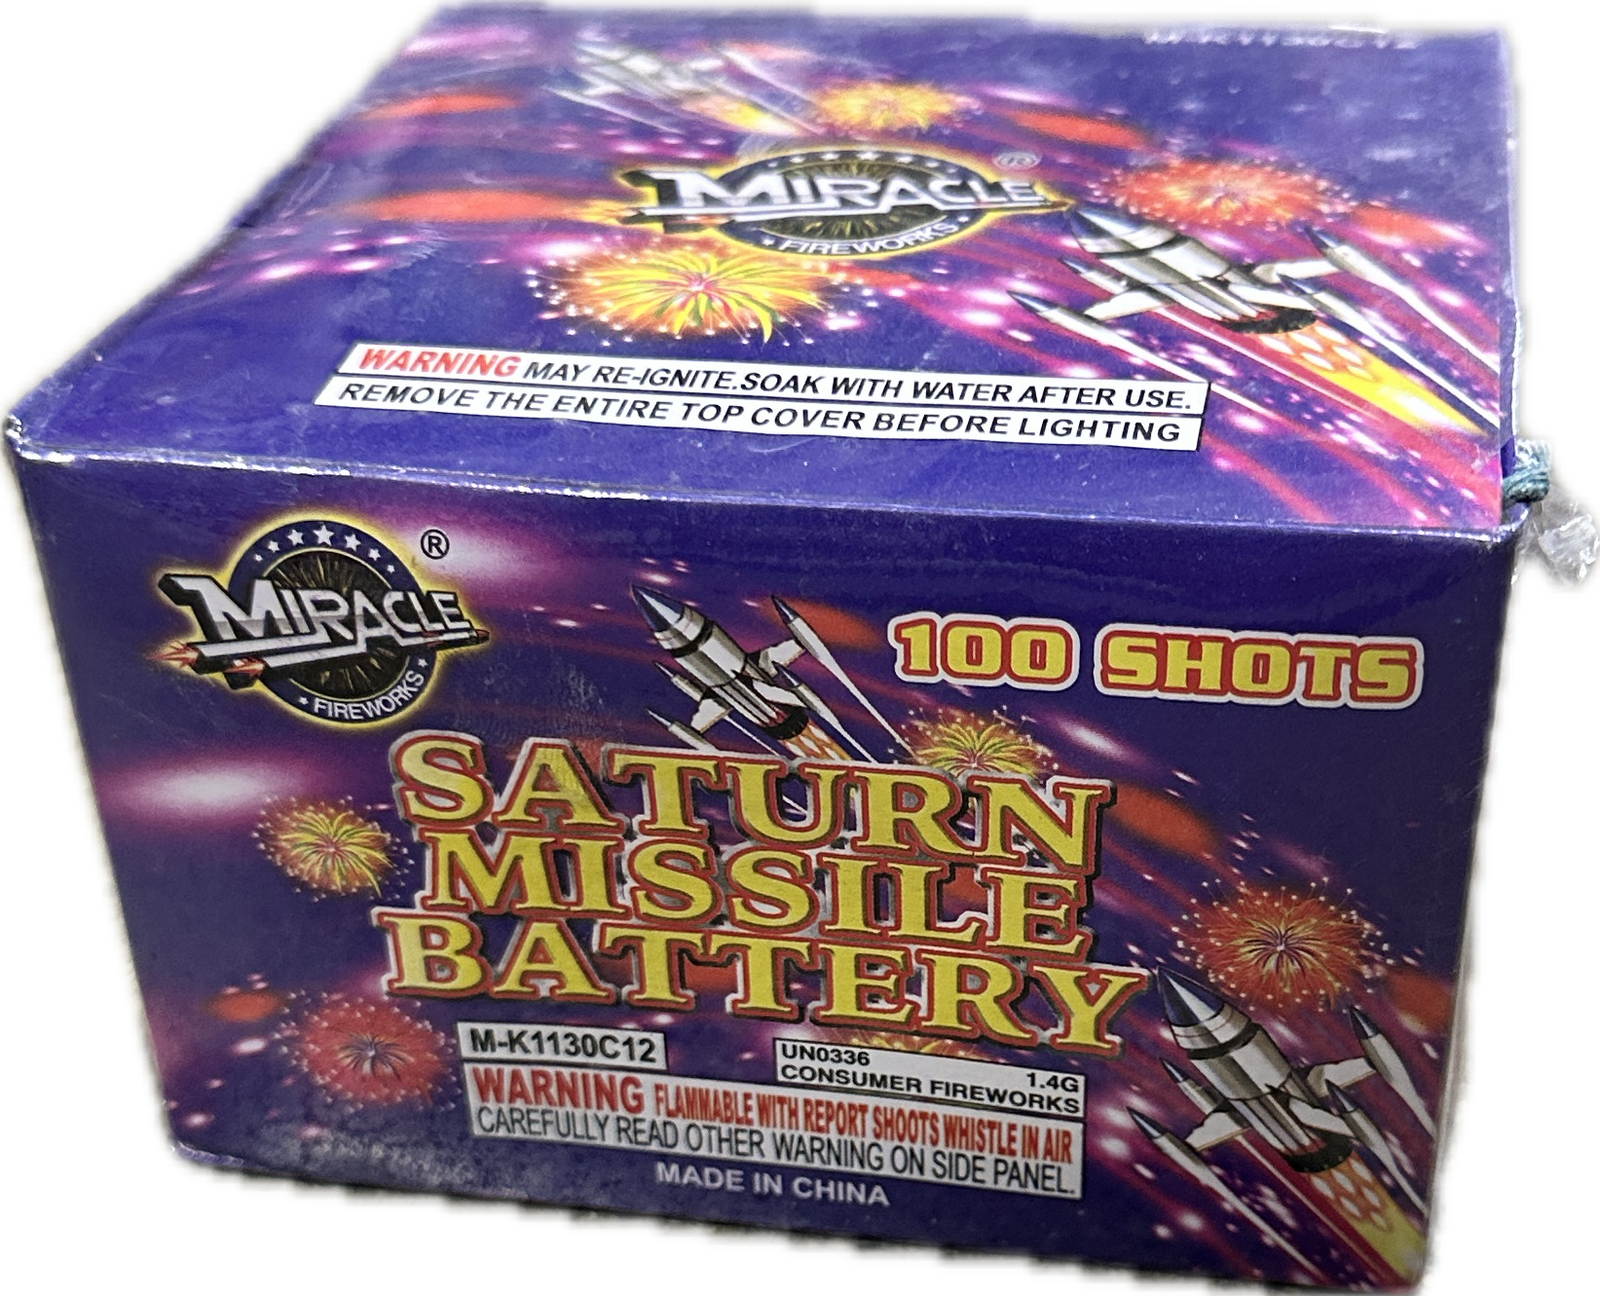 MIRACLE ®
FIREWORKS
WARNING MAY RE-IGNITE.SOAK WITH WATER AFTER USE.
REMOVE THE ENTIRE TOP COVER BEFORE LIGHTING
MIRACLE ®
FIREWORKS
100 SHOTS
SATURN
MISSILE
BATTERY
M-K1130C12
UN0336 1.4G
CONSUMER FIREWORKS
WARNING FLAMMABLE WITH REPORT SHOOTS WHISTLE IN AIR
CAREFULLY READ OTHER WARNING ON SIDE PANEL.
MADE IN CHINA